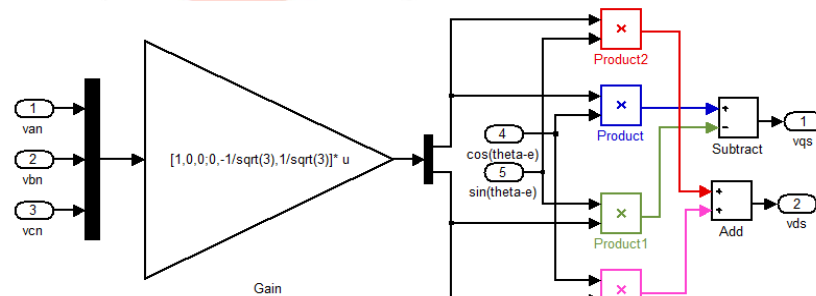 1
van
2
vbn
3
vcn
[1,0,0;0,-1/sqrt(3),1/sqrt(3)]* u
Gain
4
cos(theta-e)
5
sin(theta-e)
×
Product2
×
Product
×
Product1
×
+
−
Subtract
+
+
Add
1
vqs
2
vds